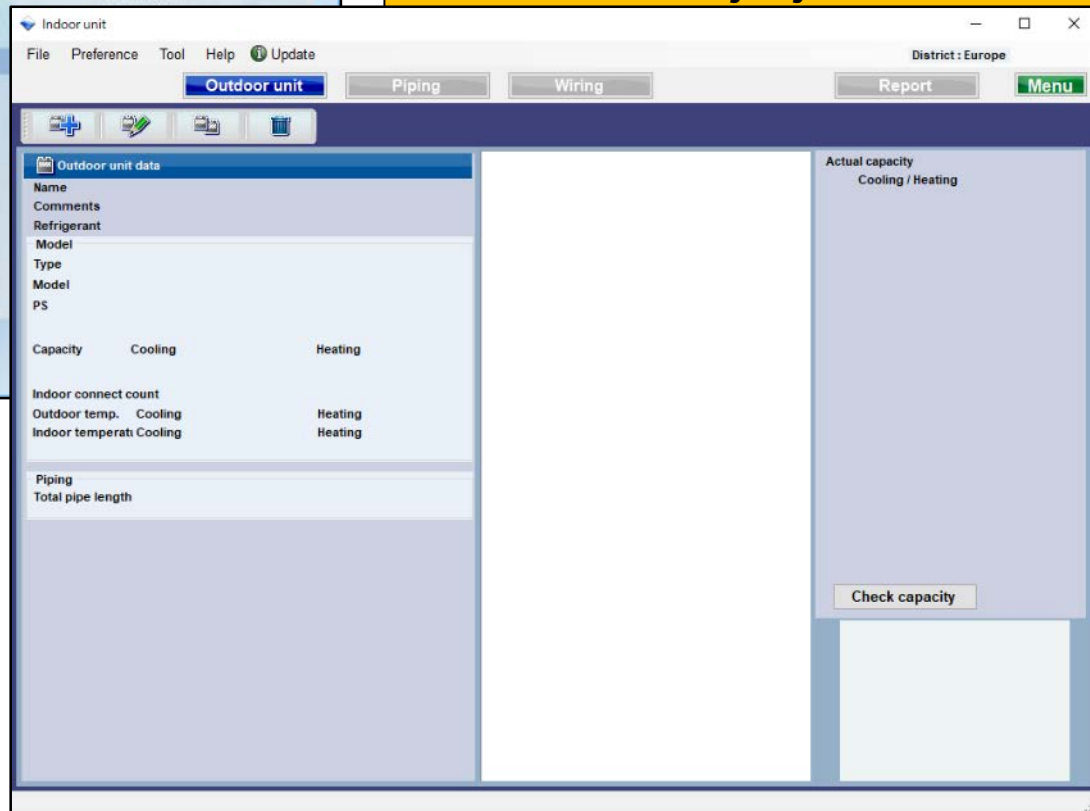 Indoor unit
File Preference Tool Help Update
District : Europe
Outdoor unit Piping Wiring Report Menu
Outdoor unit data
Name
Comments
Refrigerant
Model
Type
Model
PS
Capacity Cooling Heating
Indoor connect count
Outdoor temp. Cooling Heating
Indoor temperatu Cooling Heating
Piping
Total pipe length
Actual capacity
Cooling / Heating
Check capacity